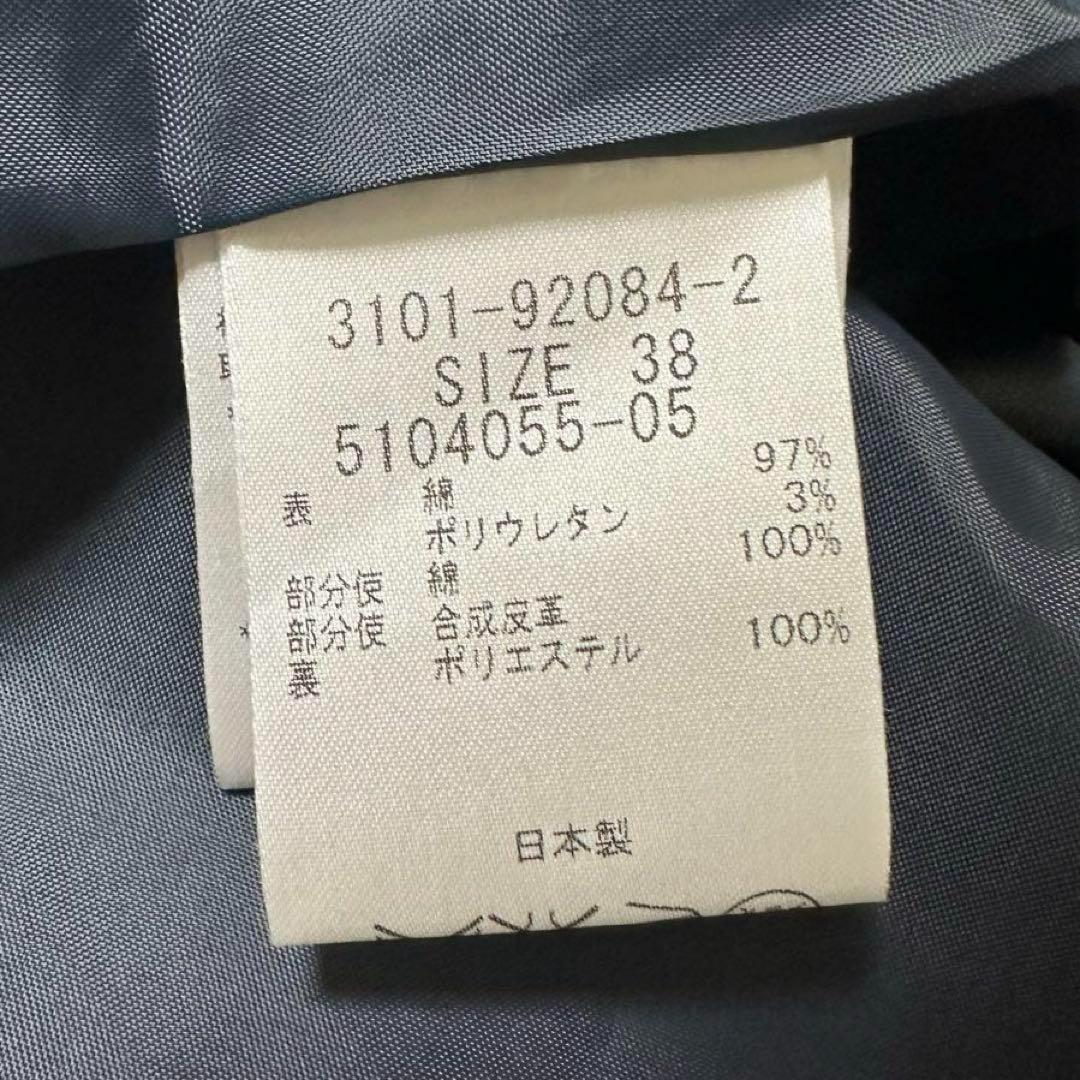 3101-92084-2
SIZE 38
5104055-05
表 綿 97%
ポリウレタン 3%
部分使 綿 100%
部分使 合成皮革
裏 ポリエステル 100%
日本製